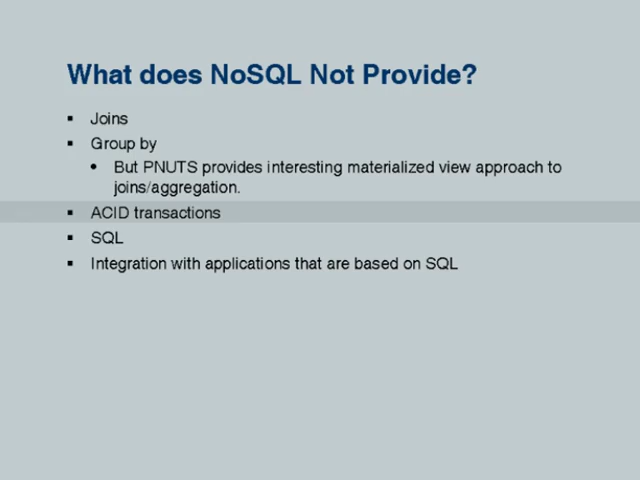 What does NoSQL Not Provide?
▪ Joins
▪ Group by
• But PNUTS provides interesting materialized view approach to
joins/aggregation.
▪ ACID transactions
▪ SQL
▪ Integration with applications that are based on SQL